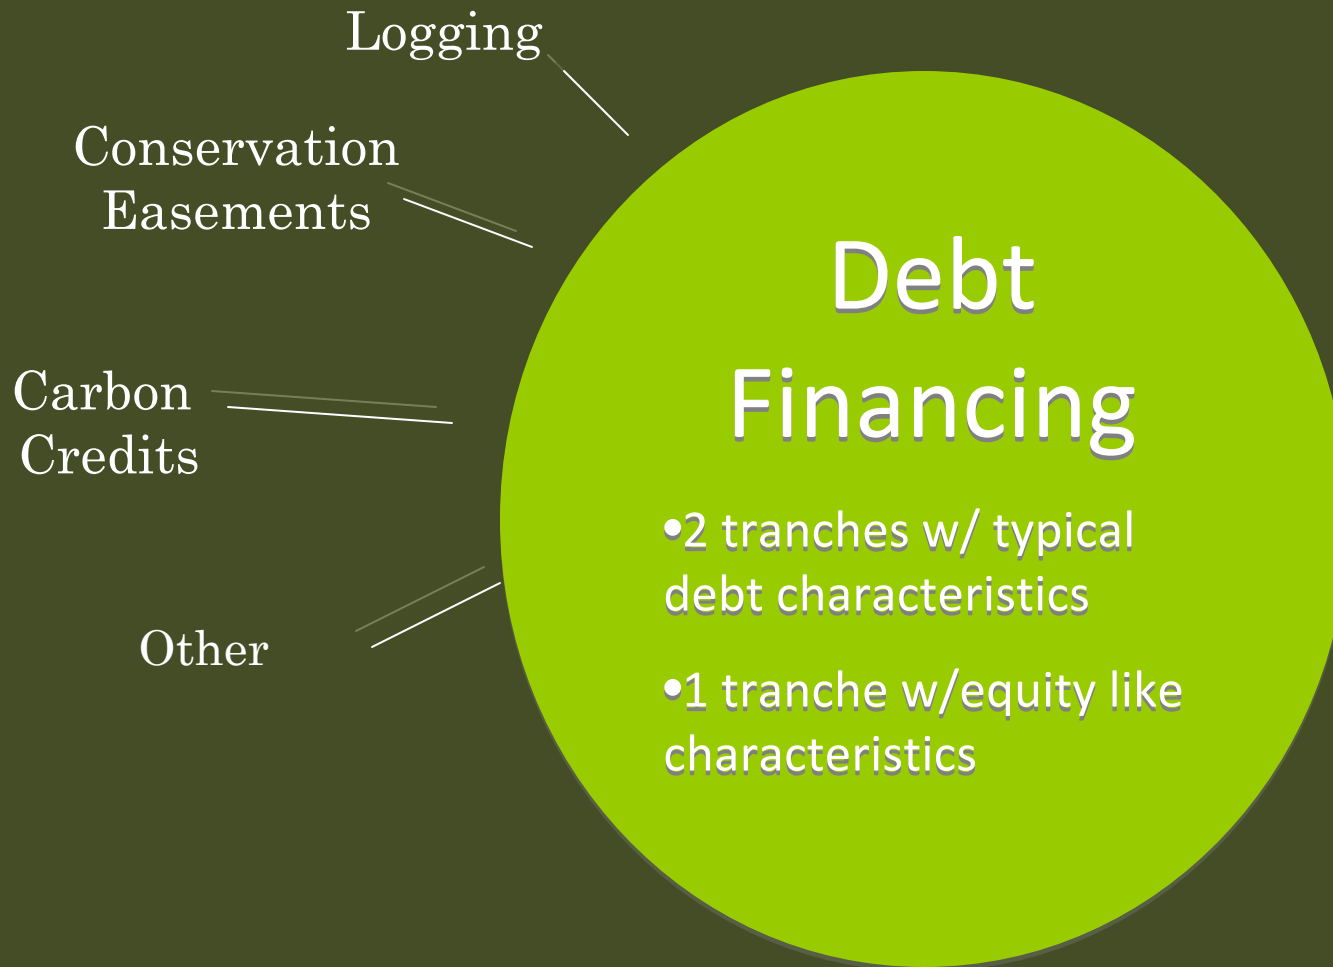 Logging
Conservation
Easements
Carbon
Credits
Other
Debt
Financing
•2 tranches w/ typical
debt characteristics
•1 tranche w/equity like
characteristics